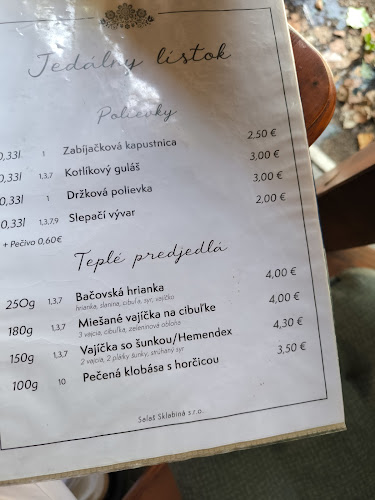 Jedálny lístok
Polievky
0,33l 1 Zabíjačková kapustnica 2,50 €
0,33l 1,3,7 Kotlíkový guláš 3,00 €
0,33l 1 Držková polievka 3,00 €
0,33l 1,3,7,9 Slepačí vývar 2,00 €
+ Pečivo 0,60€
Teplé predjedlá
250g 1,3,7 Bačovská hrianka 4,00 €
hrianka, slanina, cibuľa, syr, vajíčko
180g 1,3,7 Miešané vajíčka na cibuľke 4,00 €
3 vajcia, cibuľka, zeleninová obloha
150g 1,3,7 Vajíčka so šunkou/Hemendex 4,30 €
2 vajcia, 2 plátky šunky, strúhaný syr
100g 10 Pečená klobása s horčicou 3,50 €
Salaš Sklabiná s.r.o.